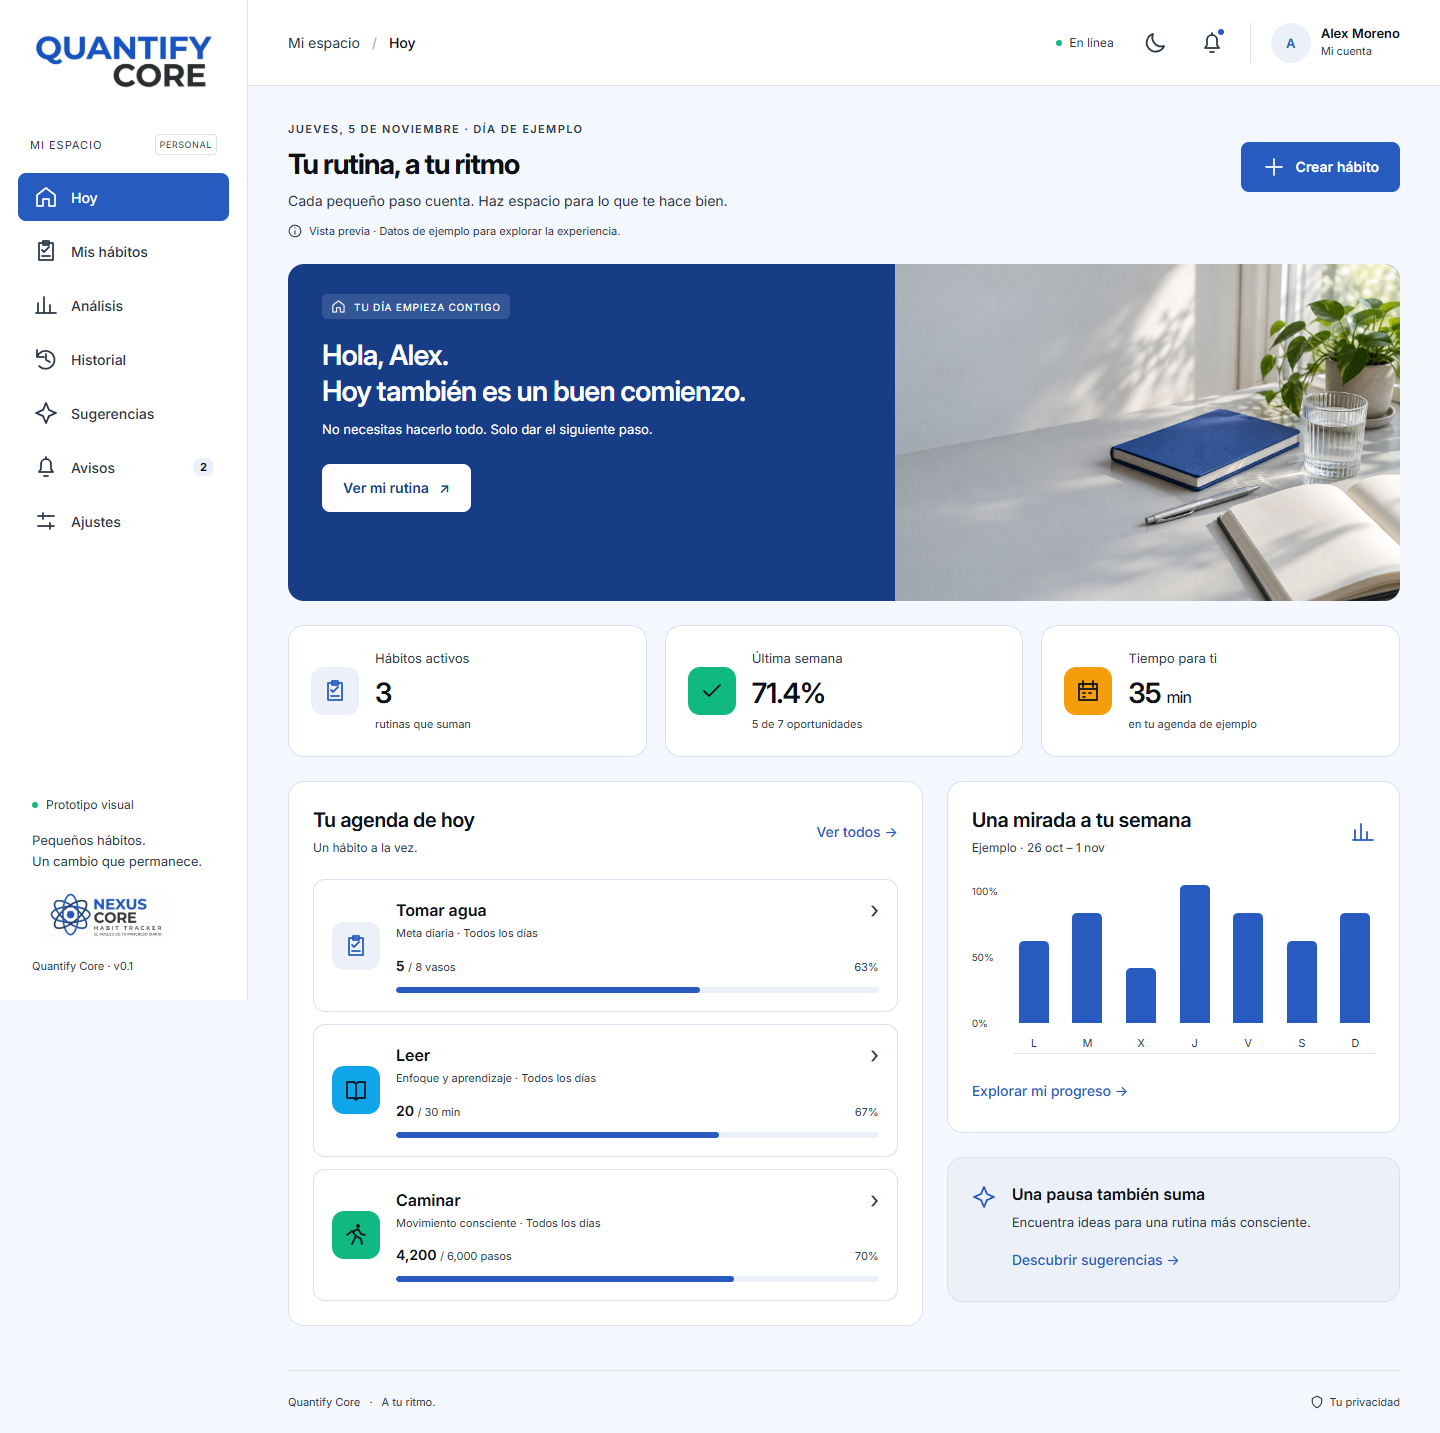 QUANTIFY
CORE
MI ESPACIO
PERSONAL
Hoy
Mis hábitos
Análisis
Historial
Sugerencias
Avisos
2
Ajustes
Prototipo visual
Pequeños hábitos.
Un cambio que permanece.
NEXUS
CORE
HABIT TRACKER
EL NÚCLEO DE TU PROGRESO DIARIO
Quantify Core · v0.1
Mi espacio / Hoy
En línea
A
Alex Moreno
Mi cuenta
JUEVES, 5 DE NOVIEMBRE · DÍA DE EJEMPLO
Tu rutina, a tu ritmo
Cada pequeño paso cuenta. Haz espacio para lo que te hace bien.
Vista previa · Datos de ejemplo para explorar la experiencia.
Crear hábito
TU DÍA EMPIEZA CONTIGO
Hola, Alex.
Hoy también es un buen comienzo.
No necesitas hacerlo todo. Solo dar el siguiente paso.
Ver mi rutina
Hábitos activos
3
rutinas que suman
Última semana
71.4%
5 de 7 oportunidades
Tiempo para ti
35 min
en tu agenda de ejemplo
Tu agenda de hoy
Un hábito a la vez.
Ver todos →
Tomar agua
Meta diaria · Todos los días
5 / 8 vasos
63%
Leer
Enfoque y aprendizaje · Todos los días
20 / 30 min
67%
Caminar
Movimiento consciente · Todos los días
4,200 / 6,000 pasos
70%
Una mirada a tu semana
Ejemplo · 26 oct – 1 nov
100%
50%
0%
L M X J V S D
Explorar mi progreso →
Una pausa también suma
Encuentra ideas para una rutina más consciente.
Descubrir sugerencias →
Quantify Core · A tu ritmo.
Tu privacidad